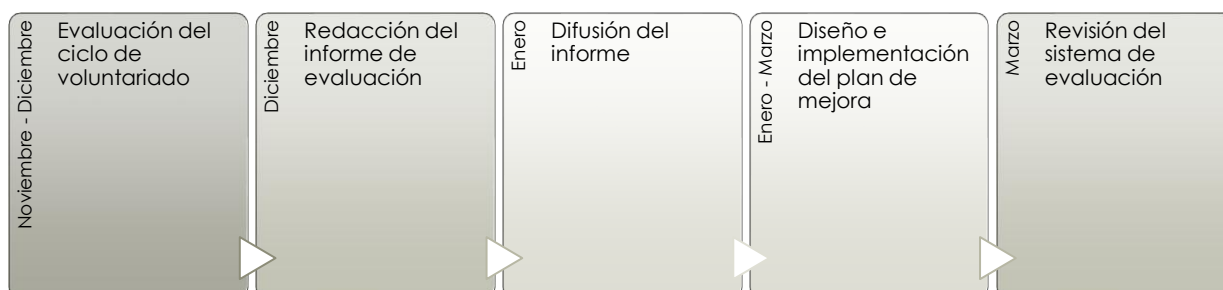 Noviembre - Diciembre
Evaluación del
ciclo de
voluntariado
Diciembre
Redacción del
informe de
evaluación
Enero
Difusión del
informe
Enero - Marzo
Diseño e
implementación
del plan de
mejora
Marzo
Revisión del
sistema de
evaluación